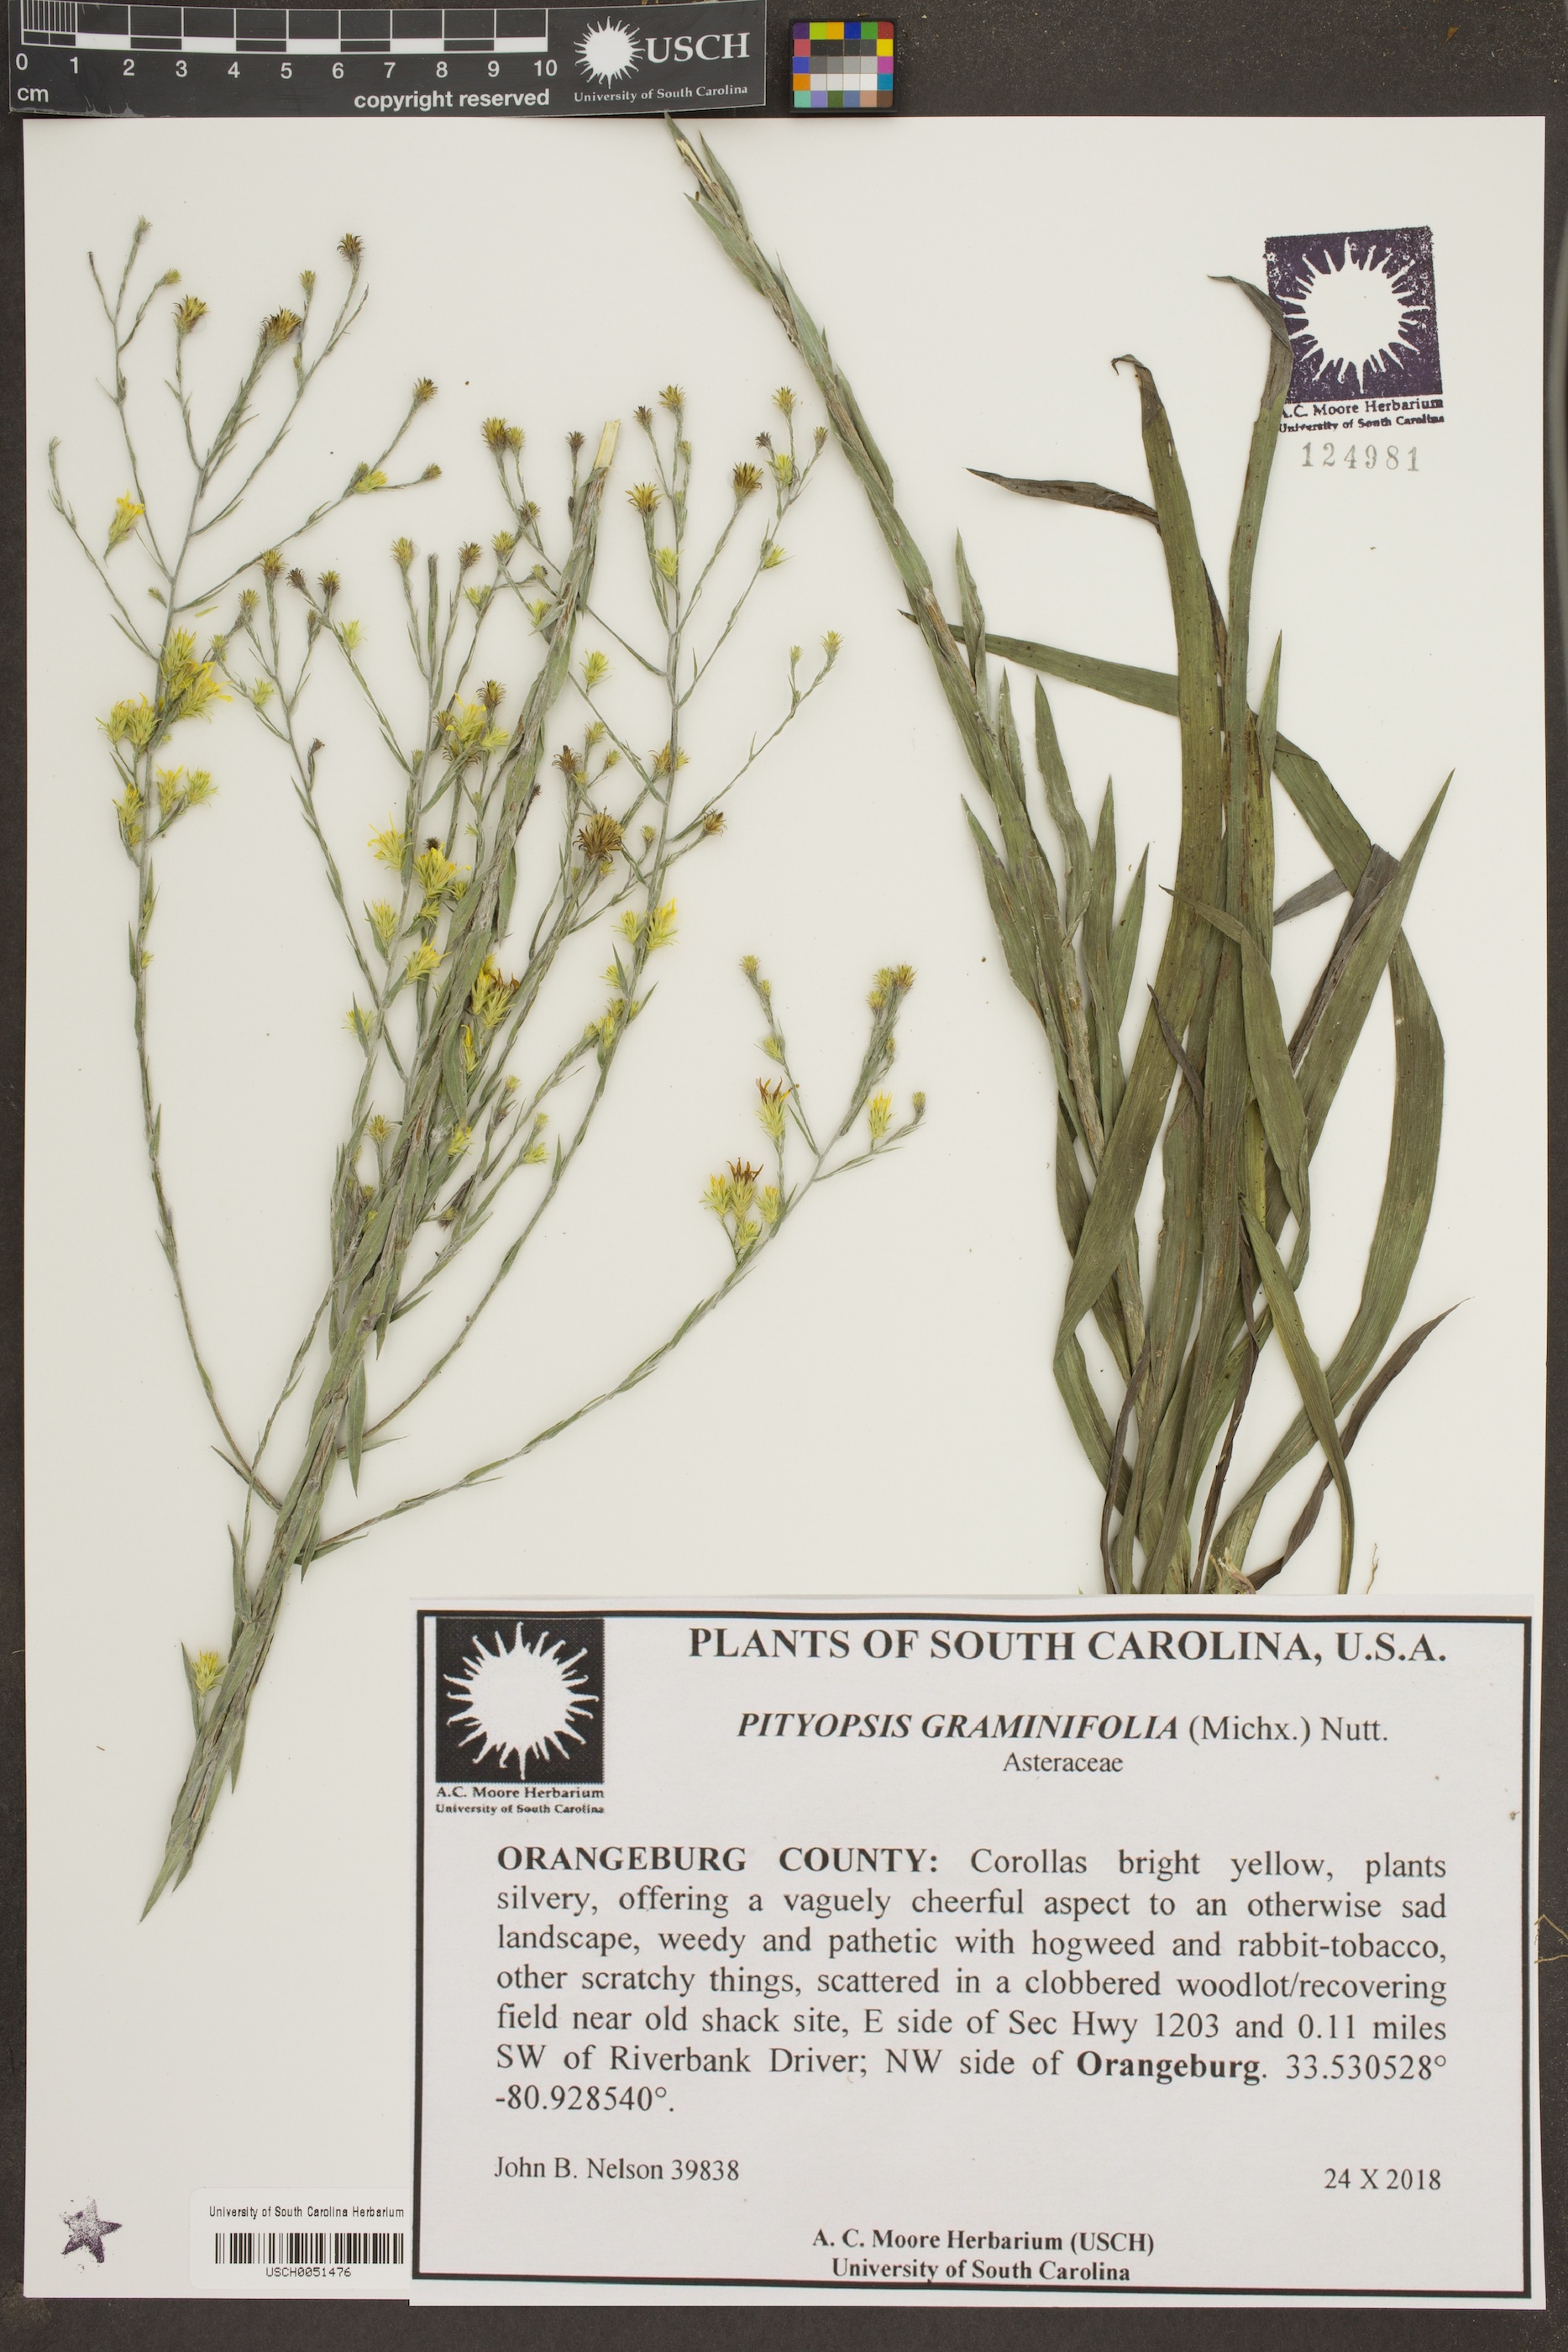 0 1 2 3 4 5 6 7 8 9 10
cm
copyright reserved
USCH
University of South Carolina
A.C. Moore Herbarium
University of South Carolina
124981
PLANTS OF SOUTH CAROLINA, U.S.A.
PITYOPSIS GRAMINIFOLIA (Michx.) Nutt.
Asteraceae
A.C. Moore Herbarium
University of South Carolina
ORANGEBURG COUNTY: Corollas bright yellow, plants
silvery, offering a vaguely cheerful aspect to an otherwise sad
landscape, weedy and pathetic with hogweed and rabbit-tobacco,
other scratchy things, scattered in a clobbered woodlot/recovering
field near old shack site, E side of Sec Hwy 1203 and 0.11 miles
SW of Riverbank Driver; NW side of Orangeburg. 33.530528°
-80.928540°.
John B. Nelson 39838
24 X 2018
A. C. Moore Herbarium (USCH)
University of South Carolina
University of South Carolina Herbarium
USCH0051476